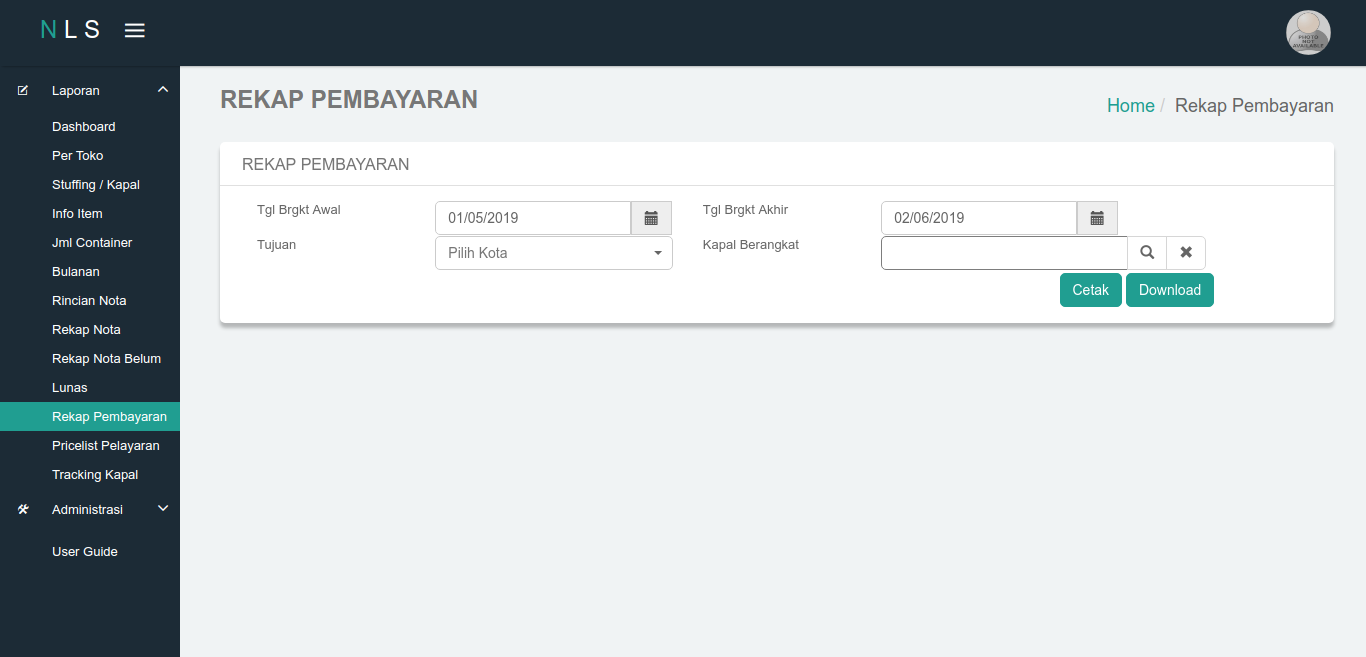 NLS
PHOTO
NOT
AVAILABLE
Laporan
Dashboard
Per Toko
Stuffing / Kapal
Info Item
Jml Container
Bulanan
Rincian Nota
Rekap Nota
Rekap Nota Belum
Lunas
Rekap Pembayaran
Pricelist Pelayaran
Tracking Kapal
Administrasi
User Guide
REKAP PEMBAYARAN
Home / Rekap Pembayaran
REKAP PEMBAYARAN
Tgl Brgkt Awal 01/05/2019 Tgl Brgkt Akhir 02/06/2019
Tujuan Pilih Kota Kapal Berangkat
Cetak Download